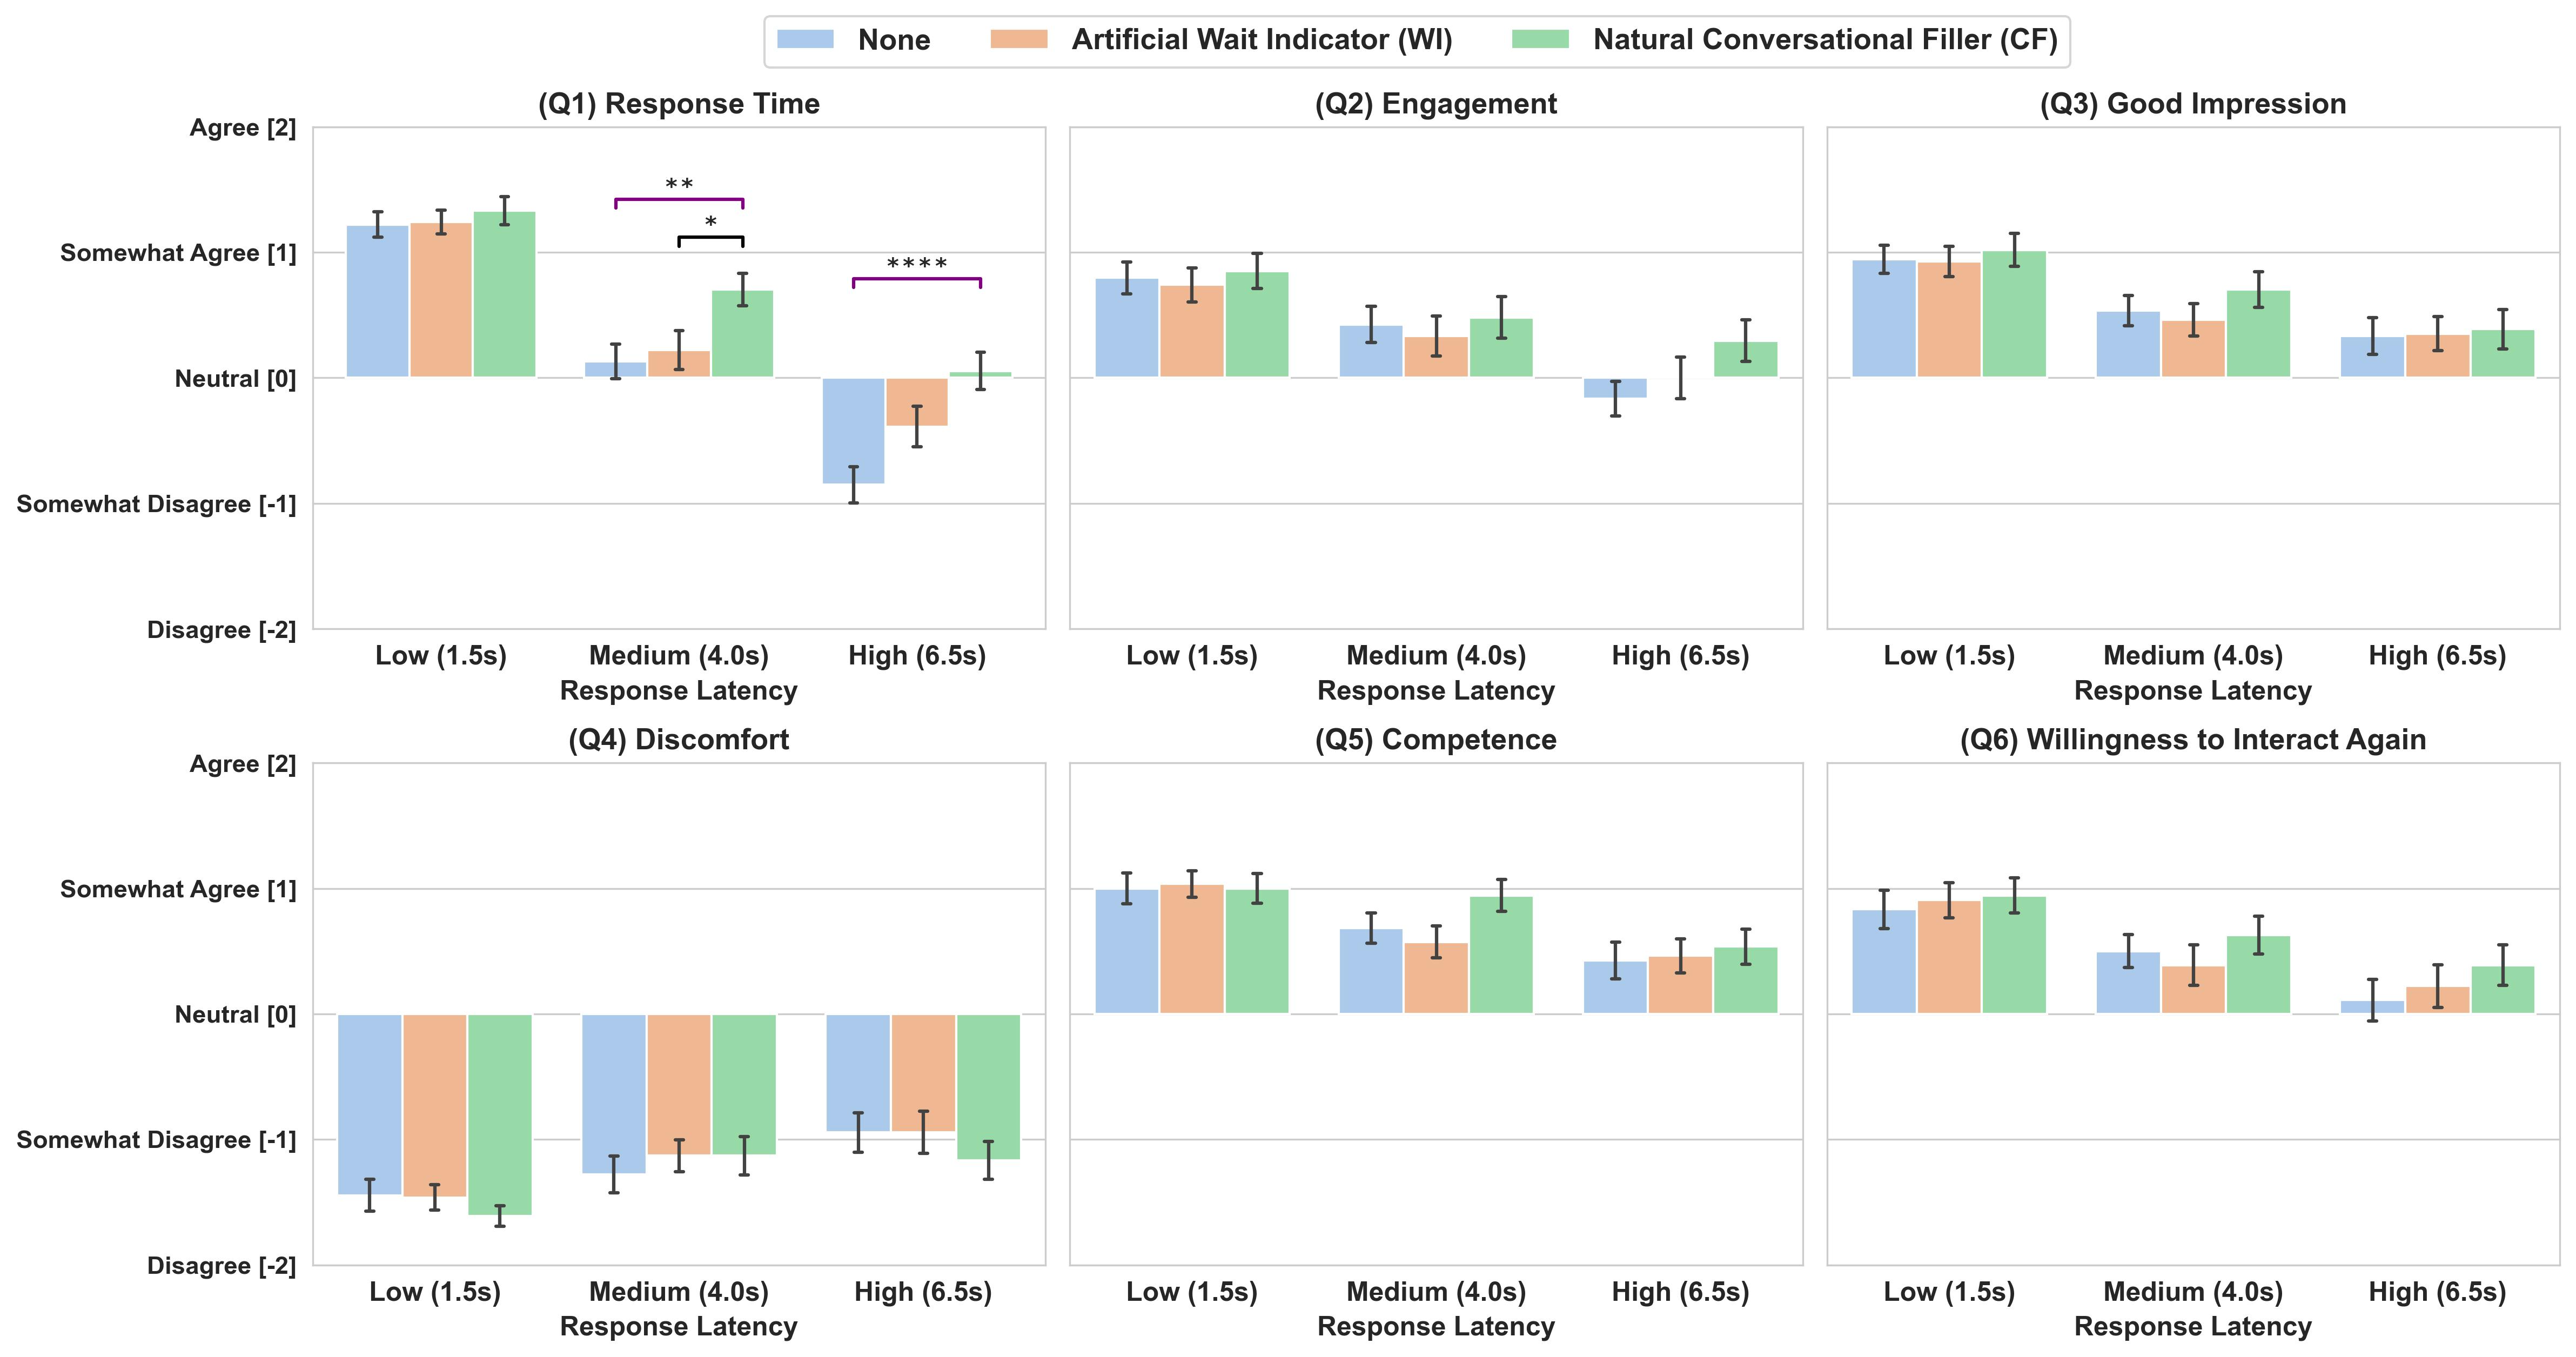 None Artificial Wait Indicator (WI) Natural Conversational Filler (CF)
(Q1) Response Time
Agree [2]
Somewhat Agree [1]
Neutral [0]
Somewhat Disagree [-1]
Disagree [-2]
**
*
****
Low (1.5s) Medium (4.0s) High (6.5s)
Response Latency
(Q2) Engagement
Low (1.5s) Medium (4.0s) High (6.5s)
Response Latency
(Q3) Good Impression
Low (1.5s) Medium (4.0s) High (6.5s)
Response Latency
(Q4) Discomfort
Agree [2]
Somewhat Agree [1]
Neutral [0]
Somewhat Disagree [-1]
Disagree [-2]
Low (1.5s) Medium (4.0s) High (6.5s)
Response Latency
(Q5) Competence
Low (1.5s) Medium (4.0s) High (6.5s)
Response Latency
(Q6) Willingness to Interact Again
Low (1.5s) Medium (4.0s) High (6.5s)
Response Latency